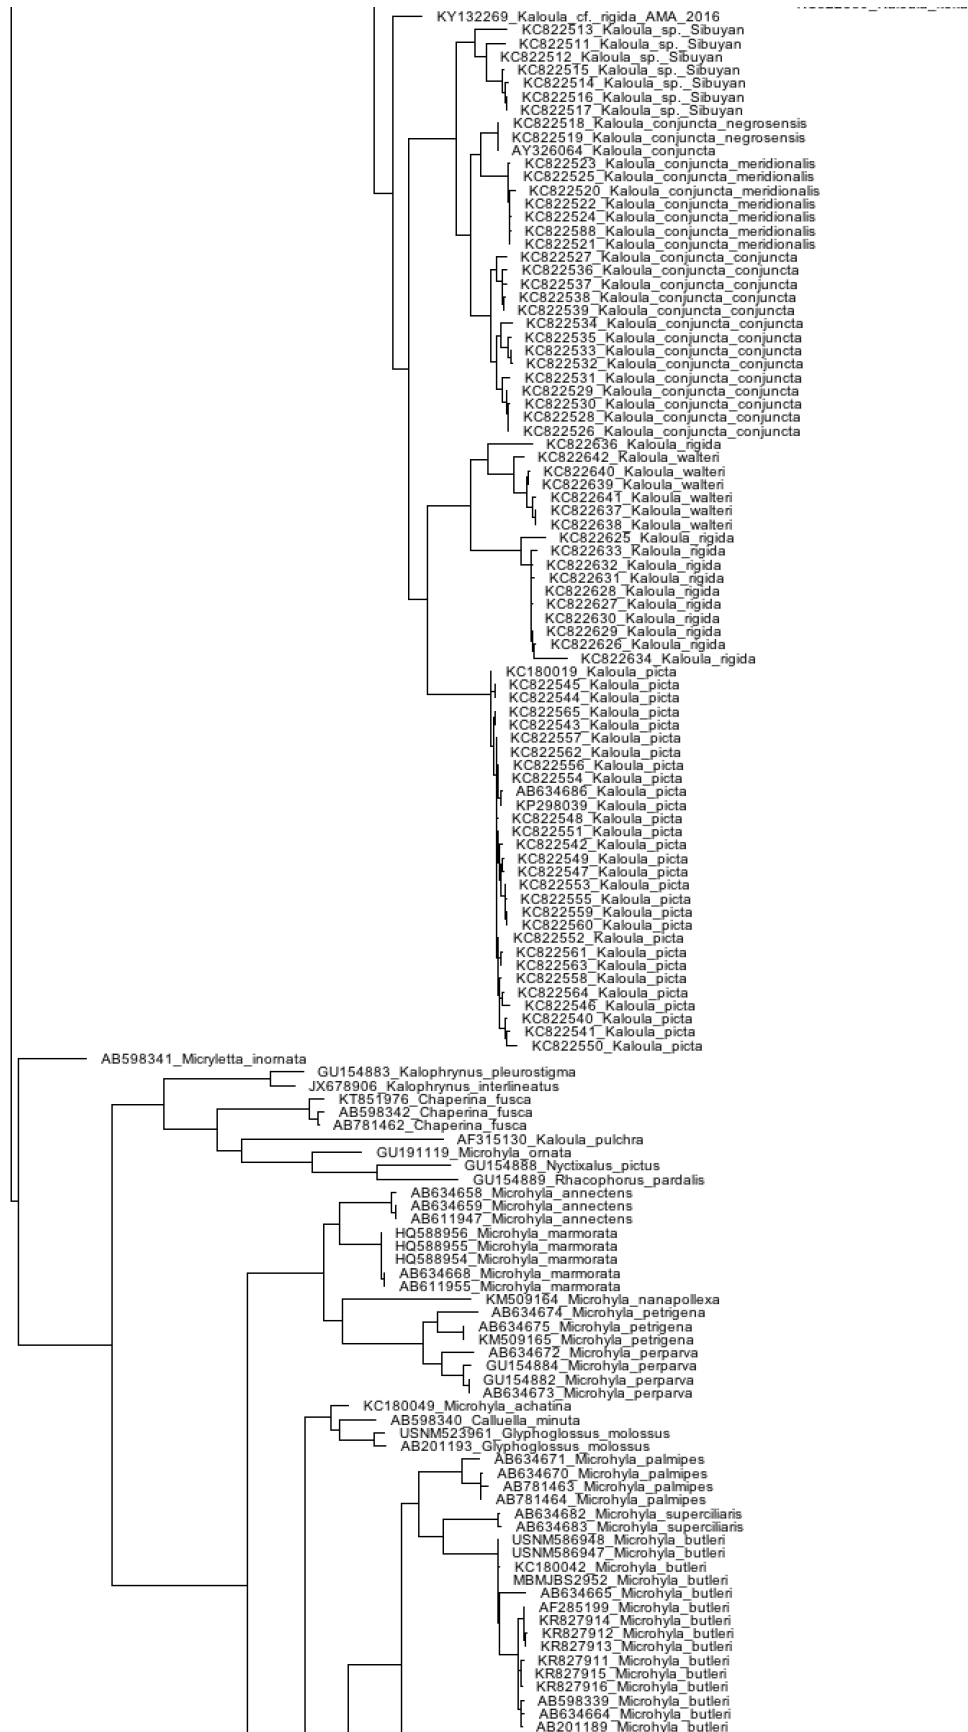 KY132269_Kaloula_cf._rigida_AMA_2016
KC822513_Kaloula_sp._Sibuyan
KC822511_Kaloula_sp._Sibuyan
KC822512_Kaloula_sp._Sibuyan
KC822515_Kaloula_sp._Sibuyan
KC822514_Kaloula_sp._Sibuyan
KC822516_Kaloula_sp._Sibuyan
KC822517_Kaloula_sp._Sibuyan
KC822518_Kaloula_conjuncta_negrosensis
KC822519_Kaloula_conjuncta_negrosensis
AY326064_Kaloula_conjuncta
KC822523_Kaloula_conjuncta_meridionalis
KC822525_Kaloula_conjuncta_meridionalis
KC822520_Kaloula_conjuncta_meridionalis
KC822522_Kaloula_conjuncta_meridionalis
KC822524_Kaloula_conjuncta_meridionalis
KC822588_Kaloula_conjuncta_meridionalis
KC822521_Kaloula_conjuncta_meridionalis
KC822527_Kaloula_conjuncta_conjuncta
KC822536_Kaloula_conjuncta_conjuncta
KC822537_Kaloula_conjuncta_conjuncta
KC822538_Kaloula_conjuncta_conjuncta
KC822539_Kaloula_conjuncta_conjuncta
KC822534_Kaloula_conjuncta_conjuncta
KC822535_Kaloula_conjuncta_conjuncta
KC822533_Kaloula_conjuncta_conjuncta
KC822532_Kaloula_conjuncta_conjuncta
KC822531_Kaloula_conjuncta_conjuncta
KC822529_Kaloula_conjuncta_conjuncta
KC822530_Kaloula_conjuncta_conjuncta
KC822528_Kaloula_conjuncta_conjuncta
KC822526_Kaloula_conjuncta_conjuncta
KC822636_Kaloula_rigida
KC822642_Kaloula_walteri
KC822640_Kaloula_walteri
KC822639_Kaloula_walteri
KC822641_Kaloula_walteri
KC822637_Kaloula_walteri
KC822638_Kaloula_walteri
KC822625_Kaloula_rigida
KC822633_Kaloula_rigida
KC822632_Kaloula_rigida
KC822631_Kaloula_rigida
KC822628_Kaloula_rigida
KC822627_Kaloula_rigida
KC822630_Kaloula_rigida
KC822629_Kaloula_rigida
KC822626_Kaloula_rigida
KC822634_Kaloula_rigida
KC180019_Kaloula_picta
KC822545_Kaloula_picta
KC822544_Kaloula_picta
KC822565_Kaloula_picta
KC822543_Kaloula_picta
KC822557_Kaloula_picta
KC822562_Kaloula_picta
KC822556_Kaloula_picta
KC822554_Kaloula_picta
AB634686_Kaloula_picta
KP298039_Kaloula_picta
KC822548_Kaloula_picta
KC822551_Kaloula_picta
KC822542_Kaloula_picta
KC822549_Kaloula_picta
KC822547_Kaloula_picta
KC822553_Kaloula_picta
KC822555_Kaloula_picta
KC822559_Kaloula_picta
KC822560_Kaloula_picta
KC822552_Kaloula_picta
KC822561_Kaloula_picta
KC822563_Kaloula_picta
KC822558_Kaloula_picta
KC822564_Kaloula_picta
KC822546_Kaloula_picta
KC822540_Kaloula_picta
KC822541_Kaloula_picta
KC822550_Kaloula_picta
AB598341_Micryletta_inornata
GU154883_Kalophrynus_pleurostigma
JX678906_Kalophrynus_interlineatus
KT851976_Chaperina_fusca
AB598342_Chaperina_fusca
AB781462_Chaperina_fusca
AF315130_Kaloula_pulchra
GU191119_Microhyla_ornata
GU154888_Nyctixalus_pictus
GU154889_Rhacophorus_pardalis
AB634658_Microhyla_annectens
AB634659_Microhyla_annectens
AB611947_Microhyla_annectens
HQ588956_Microhyla_marmorata
HQ588955_Microhyla_marmorata
HQ588954_Microhyla_marmorata
AB634668_Microhyla_marmorata
AB611955_Microhyla_marmorata
KM509164_Microhyla_nanapollexa
AB634674_Microhyla_petrigena
AB634675_Microhyla_petrigena
KM509165_Microhyla_petrigena
AB634672_Microhyla_perparva
GU154884_Microhyla_perparva
GU154882_Microhyla_perparva
AB634673_Microhyla_perparva
KC180049_Microhyla_achatina
AB598340_Calluella_minuta
USNM523961_Glyphoglossus_molossus
AB201193_Glyphoglossus_molossus
AB634671_Microhyla_palmipes
AB634670_Microhyla_palmipes
AB781463_Microhyla_palmipes
AB781464_Microhyla_palmipes
AB634682_Microhyla_superciliaris
AB634683_Microhyla_superciliaris
USNM586948_Microhyla_butleri
USNM586947_Microhyla_butleri
KC180042_Microhyla_butleri
MBMJBS2952_Microhyla_butleri
AB634665_Microhyla_butleri
AF285199_Microhyla_butleri
KR827914_Microhyla_butleri
KR827912_Microhyla_butleri
KR827913_Microhyla_butleri
KR827911_Microhyla_butleri
KR827915_Microhyla_butleri
KR827916_Microhyla_butleri
AB598339_Microhyla_butleri
AB634664_Microhyla_butleri
AB201189_Microhyla_butleri